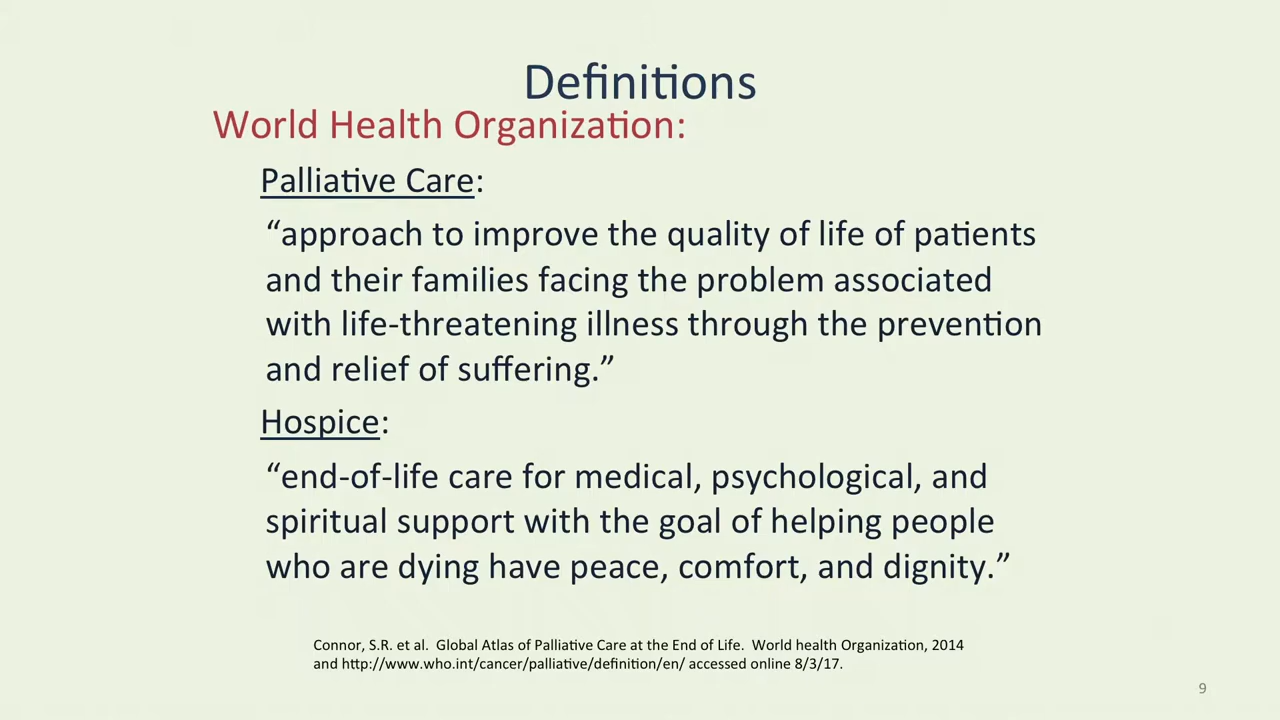 Definitions
World Health Organization:
Palliative Care:
“approach to improve the quality of life of patients
and their families facing the problem associated
with life-threatening illness through the prevention
and relief of suffering.”
Hospice:
“end-of-life care for medical, psychological, and
spiritual support with the goal of helping people
who are dying have peace, comfort, and dignity.”
Connor, S.R. et al.  Global Atlas of Palliative Care at the End of Life.  World health Organization, 2014
and http://www.who.int/cancer/palliative/definition/en/ accessed online 8/3/17.
9